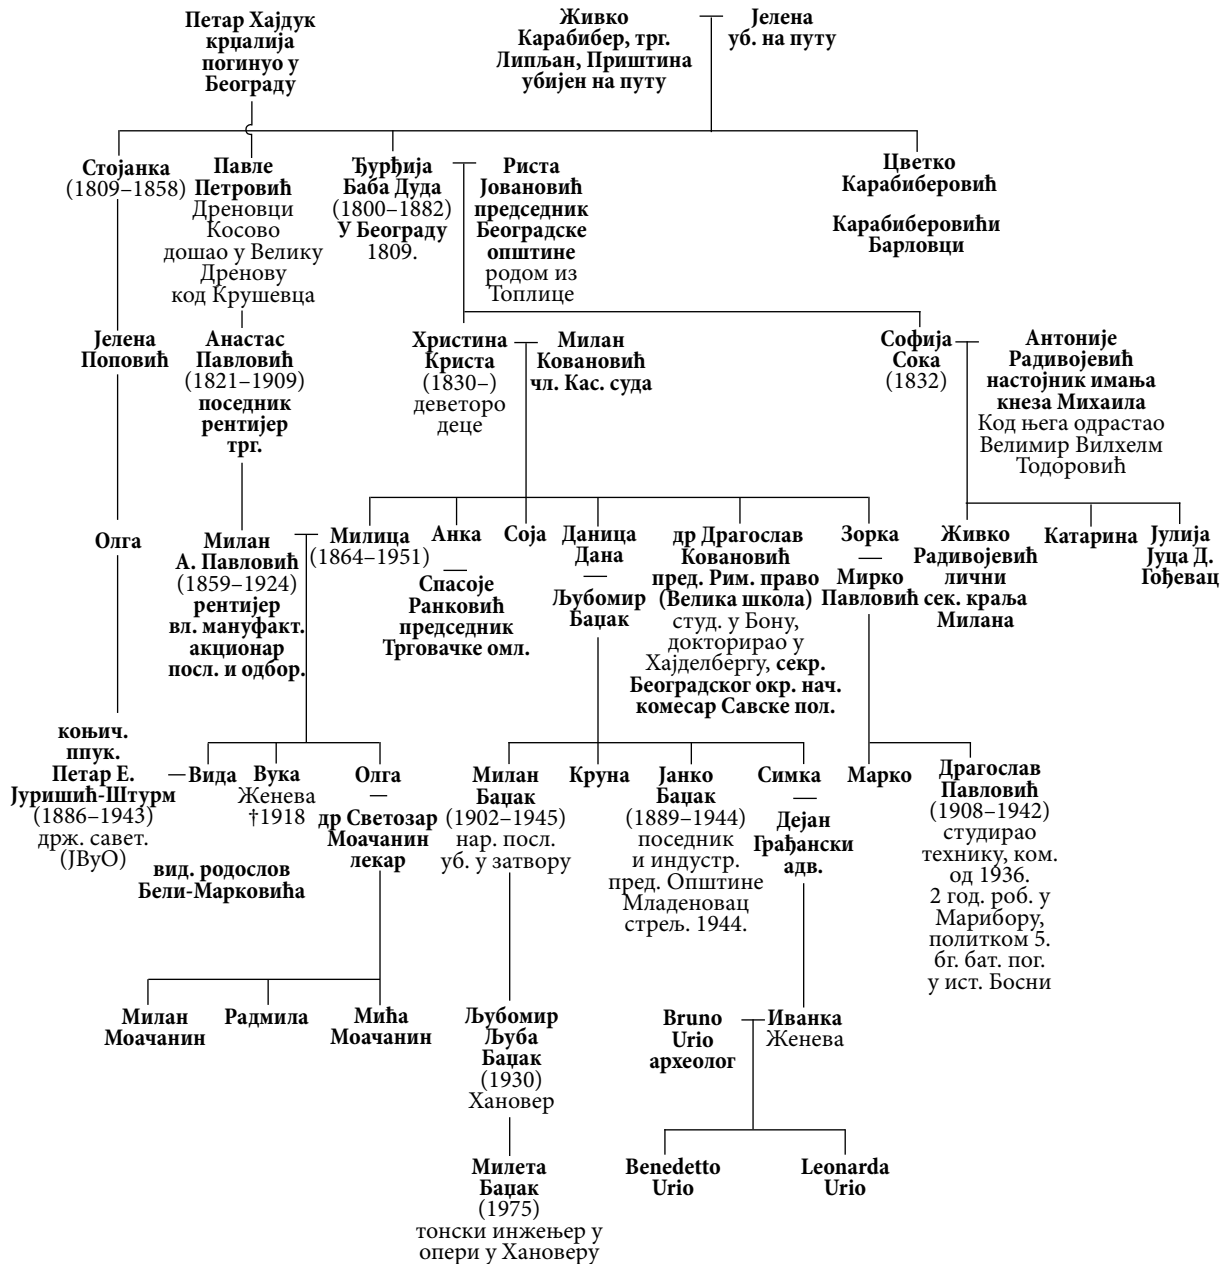 Петар Хајдук
крџалија
погинуо у
Београду
Живко
Карабибер, трг.
Липљан, Приштина
убијен на путу
Јелена
уб. на путу
Стојанка
(1809–1858)
Павле
Петровић
Дреновци
Косово
дошао у Велику
Дренову
код Крушевца
Ђурђија
Баба Дуда
(1800–1882)
У Београду
1809.
Риста
Јовановић
председник
Београдске
општине
родом из
Топлице
Цветко
Карабиберовић
Карабиберовићи
Барловци
Јелена
Поповић
Анастас
Павловић
(1821–1909)
поседник
рентијер
трг.
Христина
Криста
(1830–)
деветоро
деце
Милан
Ковановић
чл. Кас. суда
Софија
Сока
(1832)
Антоније
Радивојевић
настојник имања
кнеза Михаила
Код њега одрастао
Велимир Вилхелм
Тодоровић
Олга
Милан
А. Павловић
(1859–1924)
рентијер
вл. мануфакт.
акционар
посл. и одбор.
Милица
(1864–1951)
Анка
—
Спасоје
Ранковић
председник
Трговачке омл.
Соја
Даница
Дана
—
Љубомир
Баџак
др Драгослав
Ковановић
пред. Рим. право
(Велика школа)
студ. у Бону,
докторирао у
Хајделбергу, секр.
Београдског окр. нач.
комесар Савске пол.
Зорка
—
Мирко
Павловић
Живко
Радивојевић
лични
сек. краља
Милана
Катарина
Јулија
Јуца Д.
Гођевац
коњич.
ппук.
Петар Е.
Јуришић-Штурм
(1886–1943)
држ. савет.
(ЈВуО)
Вида
Вука
Женева
†1918
Олга
—
др Светозар
Моачанин
лекар
вид. родослов
Бели-Марковића
Милан
Баџак
(1902–1945)
нар. посл.
уб. у затвору
Круна
Јанко
Баџак
(1889–1944)
поседник
и индустр.
пред. Општине
Младеновац
стрељ. 1944.
Симка
—
Дејан
Грађански
адв.
Марко
Драгослав
Павловић
(1908–1942)
студирао
технику, ком.
од 1936.
2 год. роб. у
Марибору,
политком 5.
бг. бат. пог.
у ист. Босни
Милан
Моачанин
Радмила
Мића
Моачанин
Љубомир
Љуба
Баџак
(1930)
Хановер
Bruno
Urio
археолог
Иванка
Женева
Милета
Баџак
(1975)
тонски инжењер у
опери у Хановеру
Benedetto
Urio
Leonarda
Urio